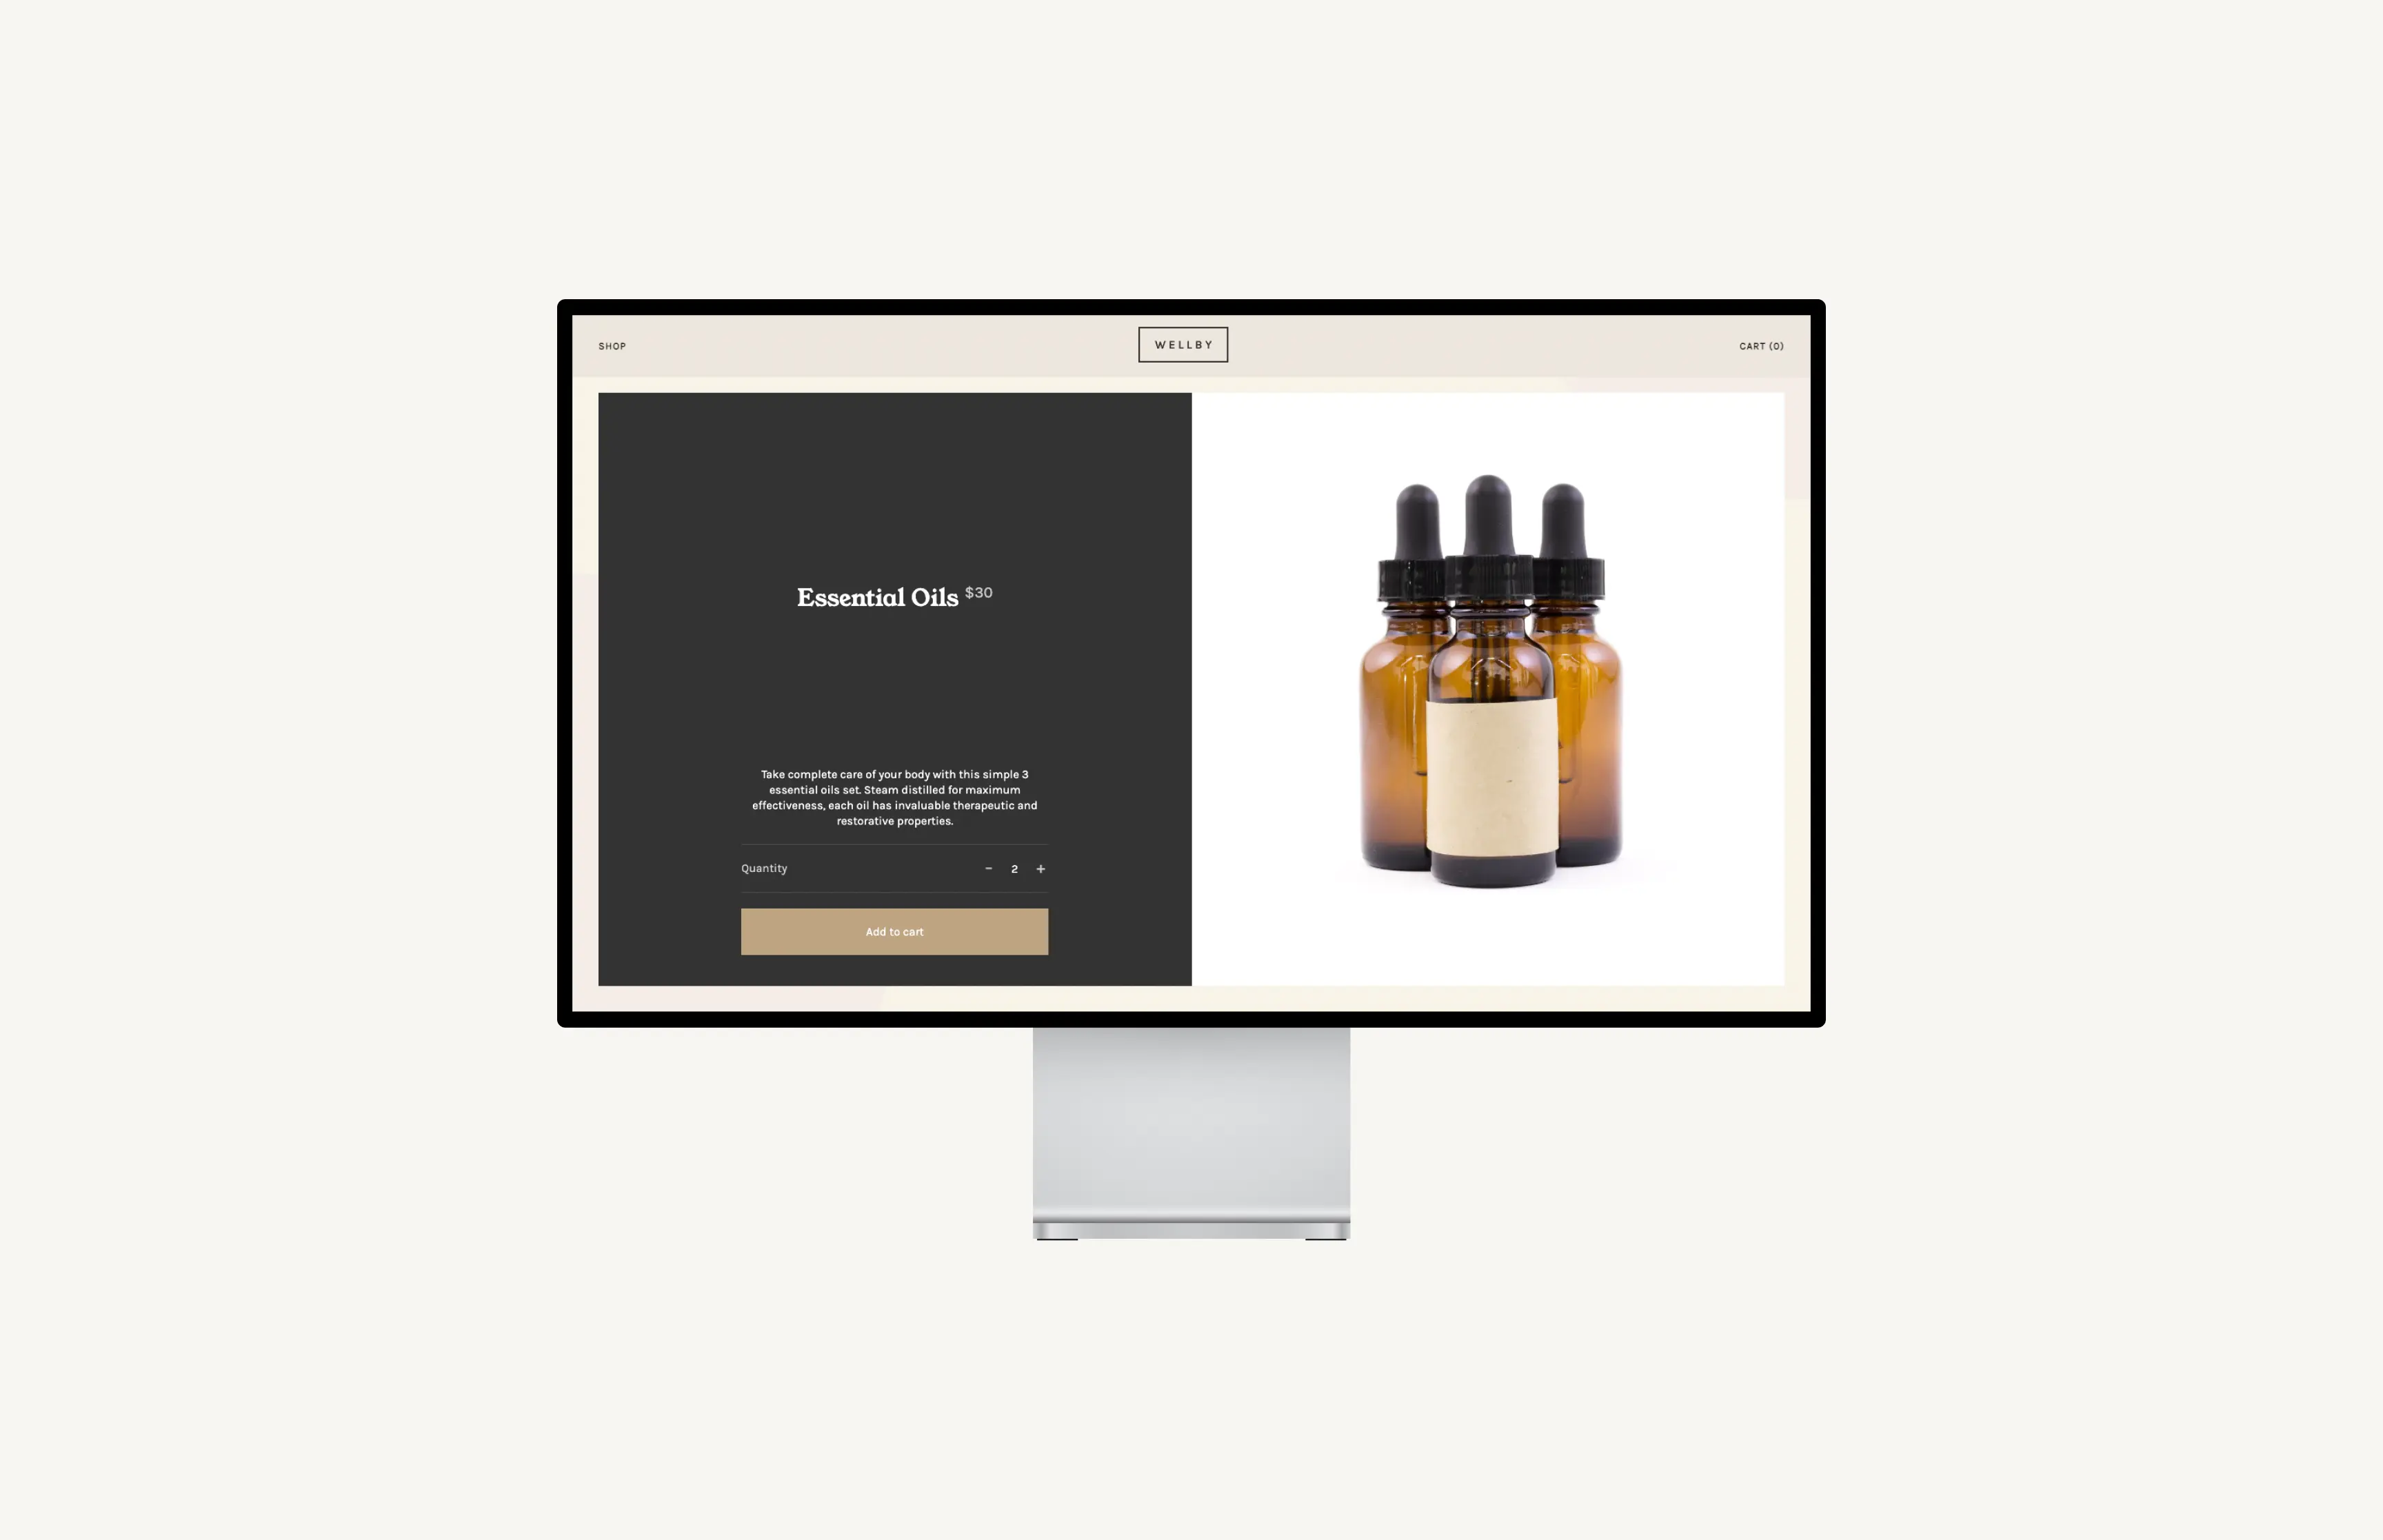 SHOP
WELLBY
CART (0)
Essential Oils $30
Take complete care of your body with this simple 3
essential oils set. Steam distilled for maximum
effectiveness, each oil has invaluable therapeutic and
restorative properties.
Quantity
- 2 +
Add to cart